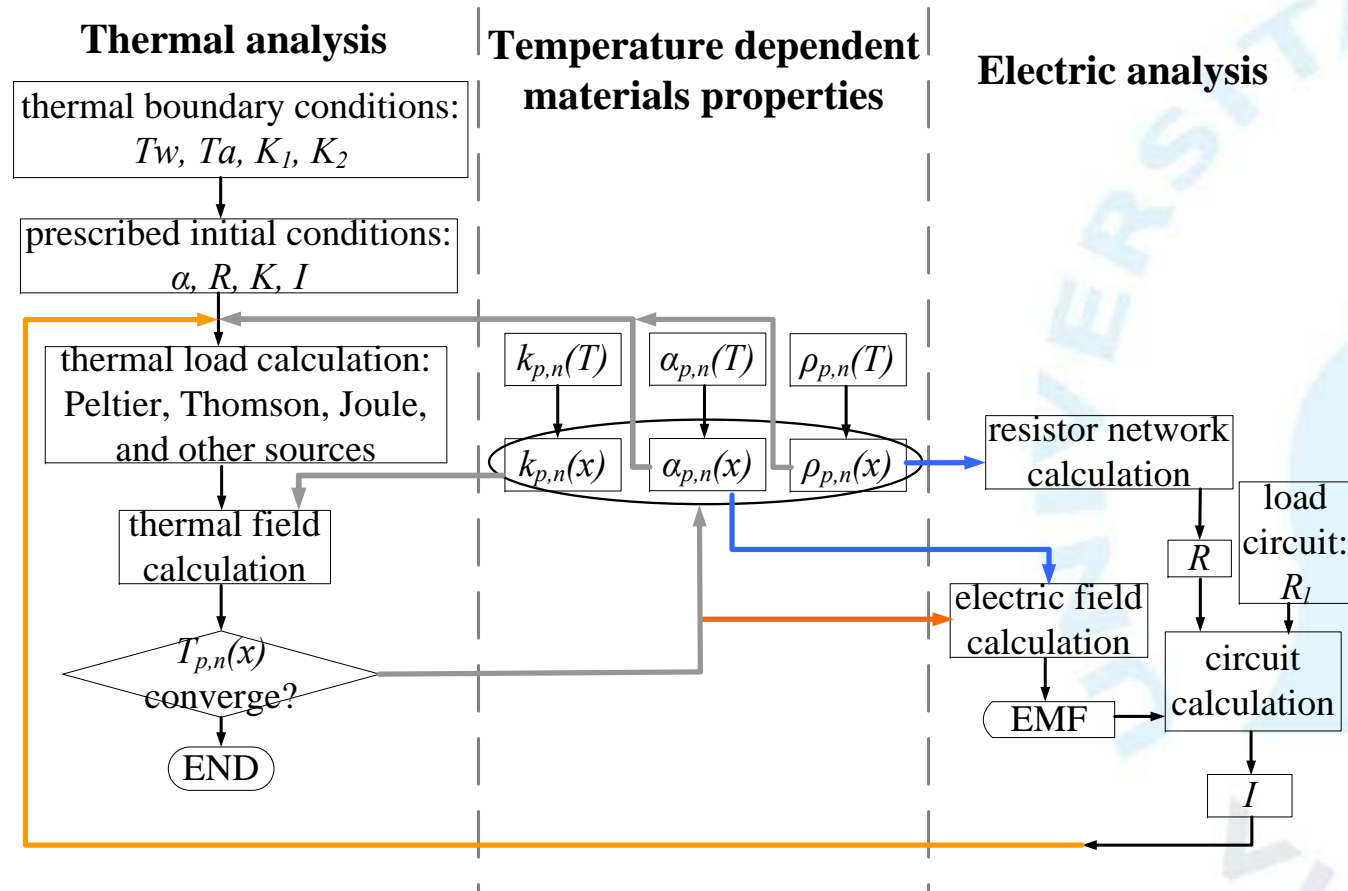 Thermal analysis
thermal boundary conditions:
Tw, Ta, K₁, K₂
prescribed initial conditions:
α, R, K, I
thermal load calculation:
Peltier, Thomson, Joule,
and other sources
thermal field
calculation
Tp,n(x)
converge?
END
Temperature dependent
materials properties
kp,n(T)
αp,n(T)
ρp,n(T)
kp,n(x)
αp,n(x)
ρp,n(x)
Electric analysis
resistor network
calculation
load
circuit:
Rl
R
electric field
calculation
EMF
circuit
calculation
I
UNIVERSITA